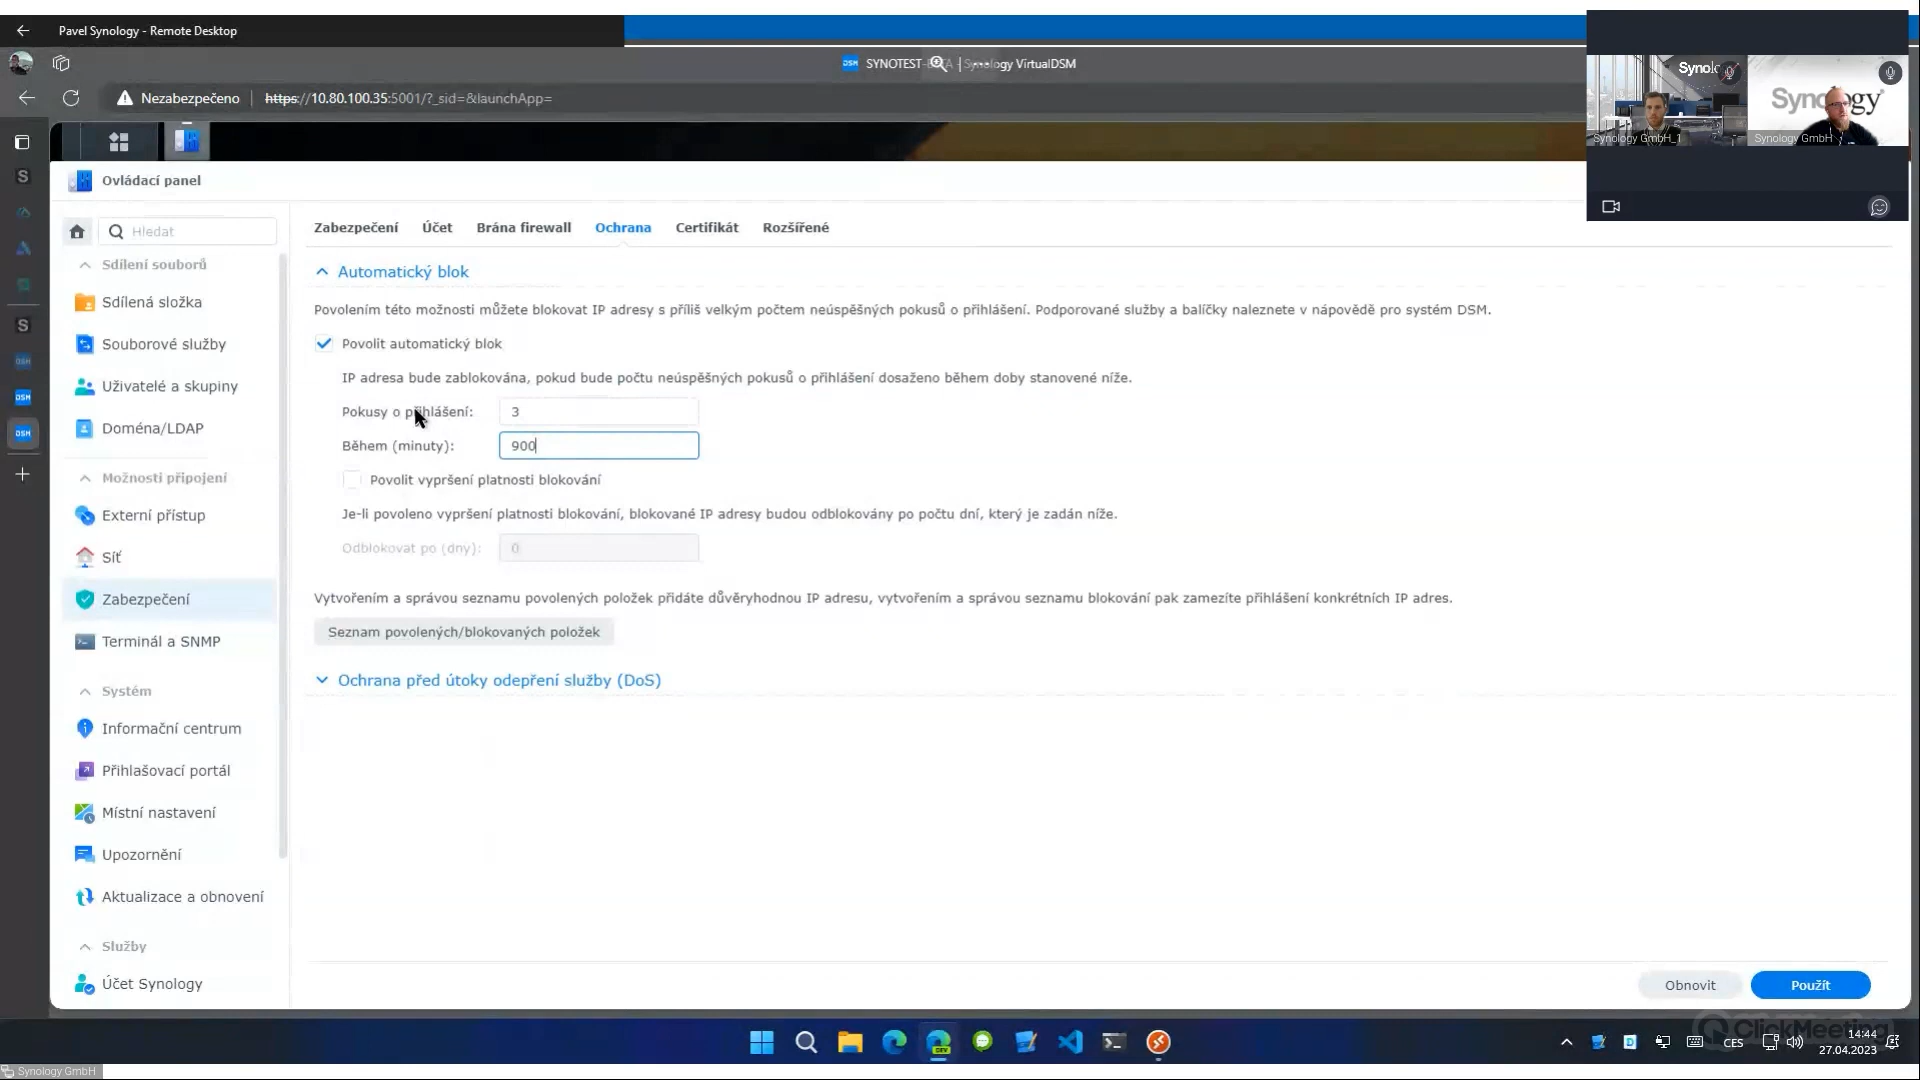 Pavel Synology - Remote Desktop
SYNOTEST- - Synology VirtualDSM
Nezabezpečeno
https://10.80.100.35:5001/?_sid=&launchApp=
Synology
Synology GmbH_1
Synology GmbH
Ovládací panel
Hledat
Sdílení souborů
Sdílená složka
Souborové služby
Uživatelé a skupiny
Doména/LDAP
Možnosti připojení
Externí přístup
Síť
Zabezpečení
Terminál a SNMP
Systém
Informační centrum
Přihlašovací portál
Místní nastavení
Upozornění
Aktualizace a obnovení
Služby
Účet Synology
Zabezpečení
Účet
Brána firewall
Ochrana
Certifikát
Rozšířené
Automatický blok
Povolením této možnosti můžete blokovat IP adresy s příliš velkým počtem neúspěšných pokusů o přihlášení. Podporované služby a balíčky naleznete v nápovědě pro systém DSM.
Povolit automatický blok
IP adresa bude zablokována, pokud bude počtu neúspěšných pokusů o přihlášení dosaženo během doby stanovené níže.
Pokusy o přihlášení: 3
Během (minuty): 900
Povolit vypršení platnosti blokování
Je-li povoleno vypršení platnosti blokování, blokované IP adresy budou odblokovány po počtu dní, který je zadán níže.
Odblokovat po (dny): 0
Vytvořením a správou seznamu povolených položek přidáte důvěryhodnou IP adresu, vytvořením a správou seznamu blokování pak zamezíte přihlášení konkrétních IP adres.
Seznam povolených/blokovaných položek
Ochrana před útoky odepření služby (DoS)
Obnovit
Použít
ClickMeeting
CES
14:44
27.04.2023
Synology GmbH